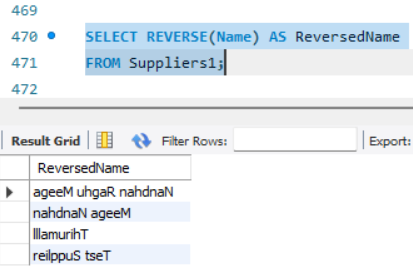 469
470 SELECT REVERSE(Name) AS ReversedName
471 FROM Suppliers1;
472
Result Grid Filter Rows: Export:
ReversedName
ageeM uhgaR nahdnaN
nahdnaN ageeM
lllamurihT
reilppuS tseT